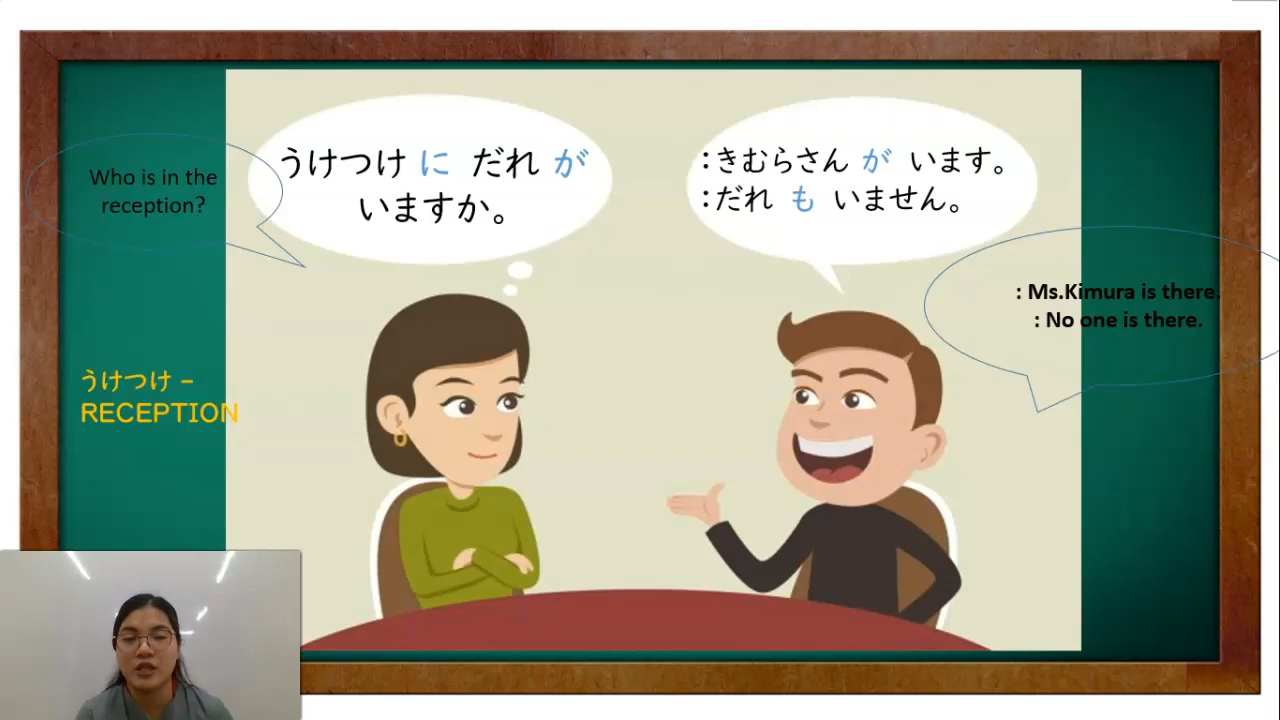 Who is in the
reception?
うけつけ に だれ が
いますか。
:きむらさん が います。
:だれ も いません。
: Ms.Kimura is there.
: No one is there.
うけつけ –
RECEPTION